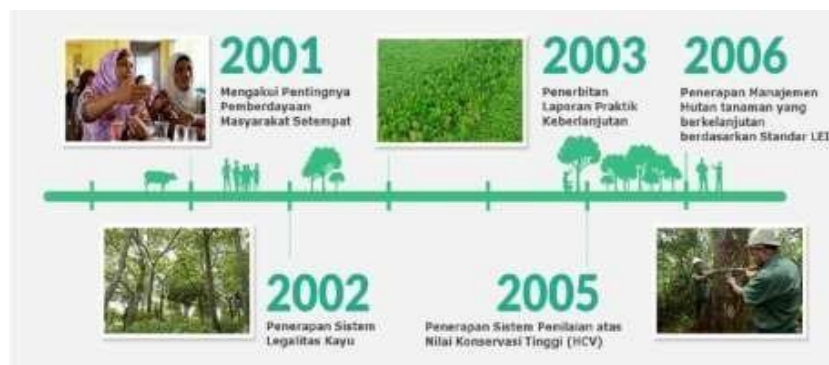 2001
Mengakui Pentingnya
Pemberdayaan
Masyarakat Setempat
2002
Penerapan Sistem
Legalitas Kayu
2003
Penerbitan
Laporan Praktik
Keberlanjutan
2005
Penerapan Sistem Penilaian atas
Nilai Konservasi Tinggi (HCV)
2006
Penerapan Manajemen
Hutan tanaman yang
berkelanjutan
berdasarkan Standar LEI